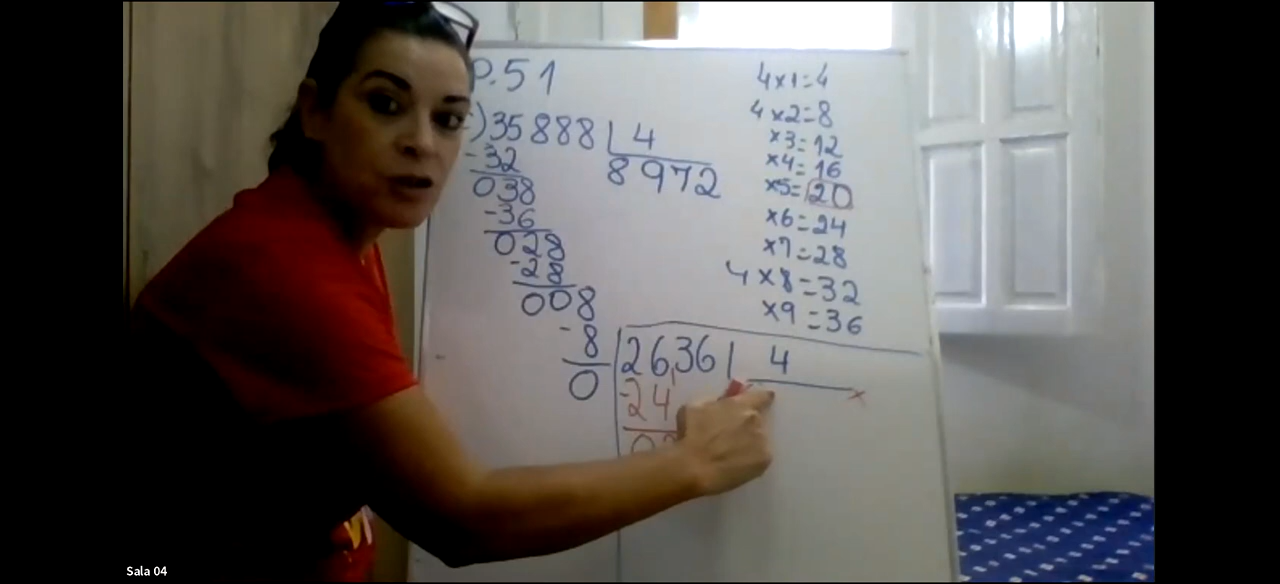 P.51
)35888 4
-32 8972
038
-36
028
-28
008
-8
0
4x1=4
4x2=8
x3=12
x4=16
x5=20
x6=24
x7=28
4x8=32
x9=36
26,36 4
-24 x
02
Sala 04